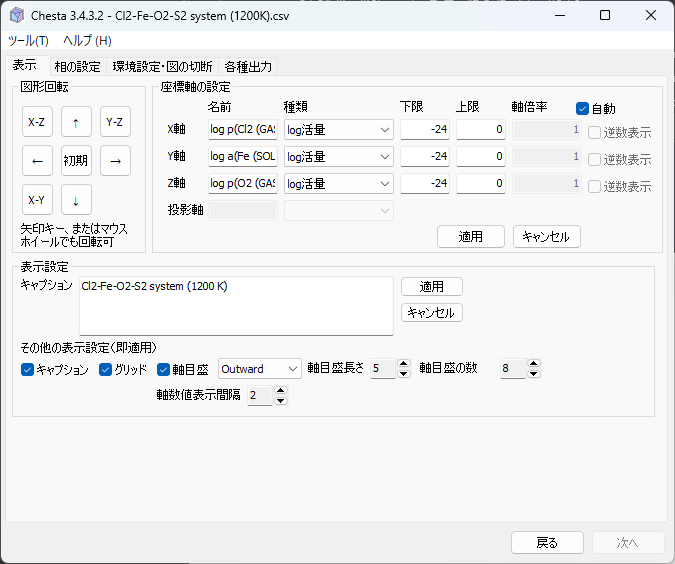 Chesta 3.4.3.2 - Cl2-Fe-O2-S2 system (1200K).csv
ツール(T) ヘルプ (H)
表示 相の設定 環境設定・図の切断 各種出力
図形回転
X-Z ↑ Y-Z
← 初期 →
X-Y ↓
矢印キー、またはマウス
ホイールでも回転可
座標軸の設定
名前 種類 下限 上限 軸倍率 自動
X軸 log p(Cl2 (GAS log活量 -24 0 1 逆数表示
Y軸 log a(Fe (SOL log活量 -24 0 1 逆数表示
Z軸 log p(O2 (GAS log活量 -24 0 1 逆数表示
投影軸
適用 キャンセル
表示設定
キャプション Cl2-Fe-O2-S2 system (1200 K) 適用
キャンセル
その他の表示設定(即適用)
キャプション グリッド 軸目盛 Outward 軸目盛長さ 5 軸目盛の数 8
軸数値表示間隔 2
戻る 次へ